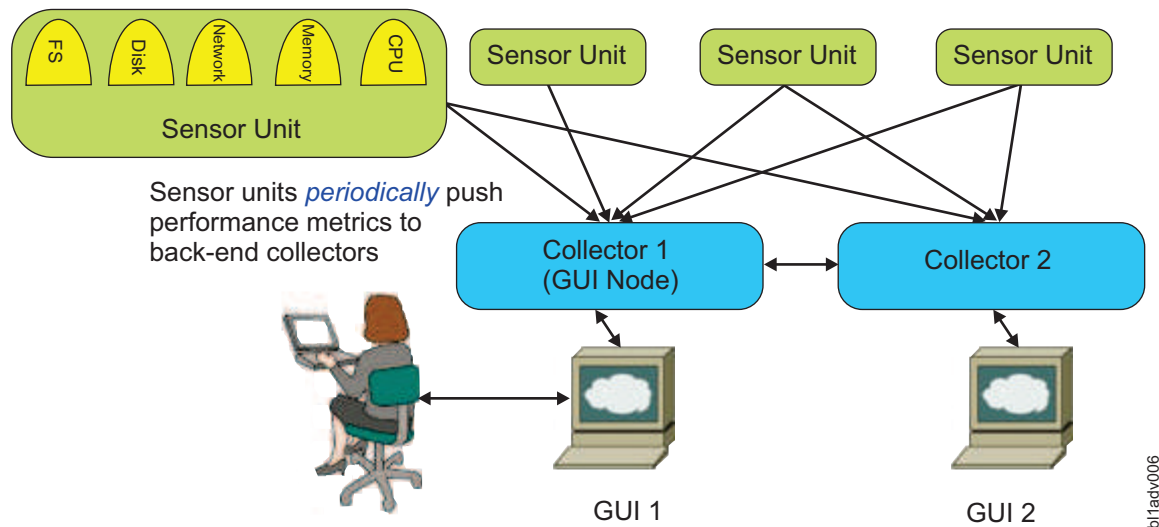 FS
Disk
Network
Memory
CPU
Sensor Unit
Sensor Unit
Sensor Unit
Sensor Unit
Sensor units periodically push
performance metrics to
back-end collectors
Collector 1
(GUI Node)
Collector 2
GUI 1
GUI 2
bl1adv006